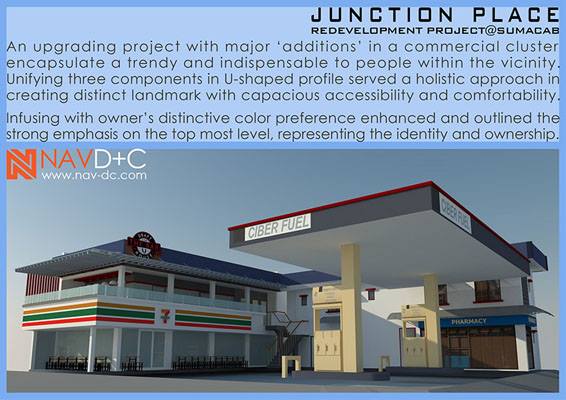 JUNCTION PLACE
REDEVELOPMENT PROJECT@SUMACAB
An upgrading project with major ‘additions’ in a commercial cluster
encapsulate a trendy and indispensable to people within the vicinity.
Unifying three components in U-shaped profile served a holistic approach in
creating distinct landmark with capacious accessibility and comfortability.
Infusing with owner’s distinctive color preference enhanced and outlined the
strong emphasis on the top most level, representing the identity and ownership.
NAVD+C
www.nav-dc.com
CIBER FUEL
CIBER FUEL
7
PHARMACY